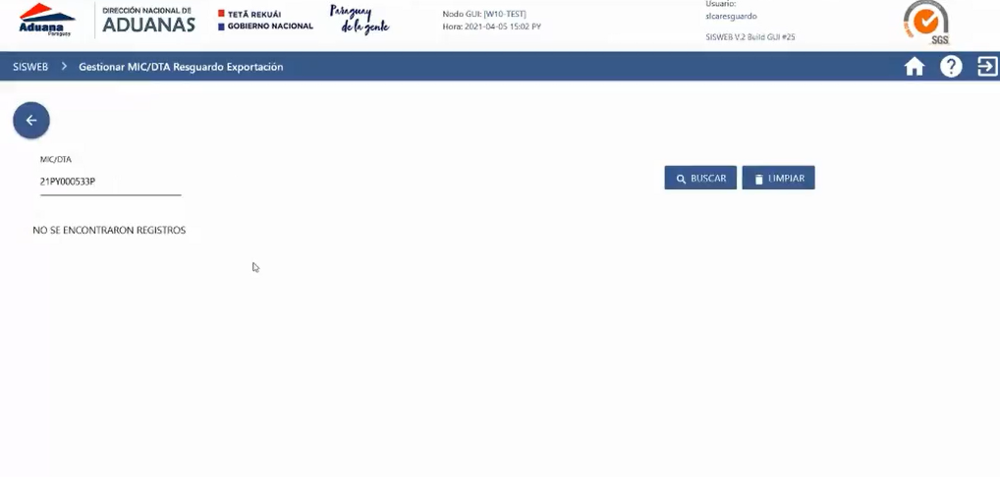 Aduana
Paraguay
DIRECCIÓN NACIONAL DE
ADUANAS
TETÃ REKUÁI
GOBIERNO NACIONAL
Paraguay
de la gente
Nodo GUI: [W10-TEST]
Hora: 2021-04-05 15:02 PY
Usuario:
slcaresguardo
SISWEB V.2 Build GUI #25
SGS
SISWEB > Gestionar MIC/DTA Resguardo Exportación
MIC/DTA
21PY000533P
BUSCAR
LIMPIAR
NO SE ENCONTRARON REGISTROS